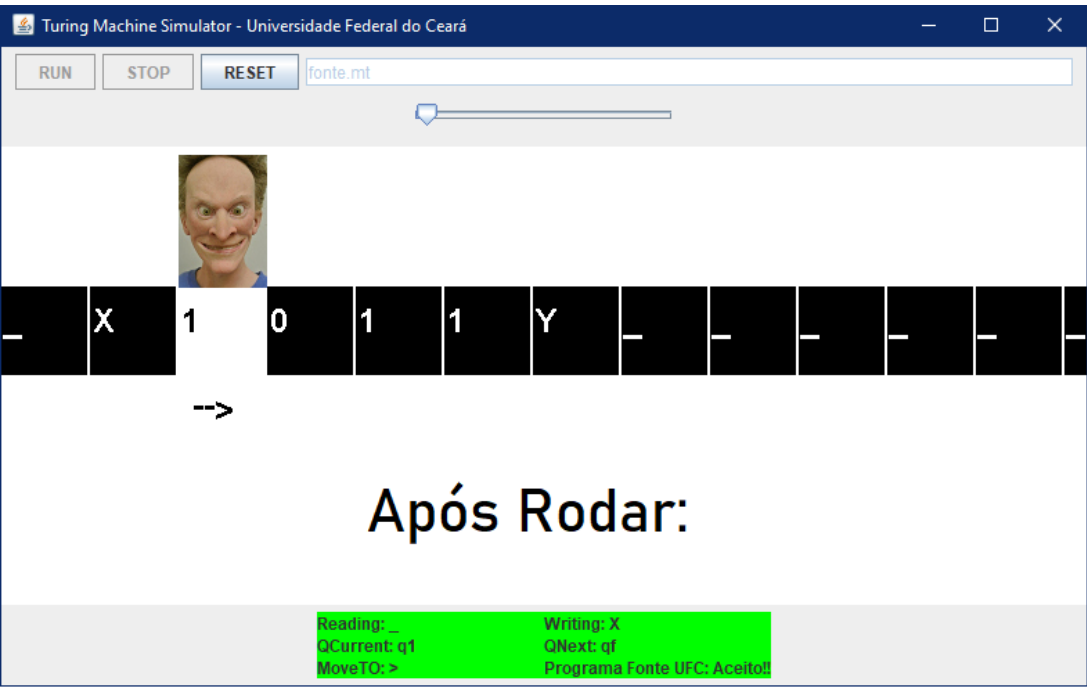 Turing Machine Simulator - Universidade Federal do Ceará
RUN STOP RESET fonte.mt
_ X 1 0 1 1 Y _ _ _ _ _ _
-->
Após Rodar:
Reading: _ Writing: X
QCurrent: q1 QNext: qf
MoveTO: > Programa Fonte UFC: Aceito!!